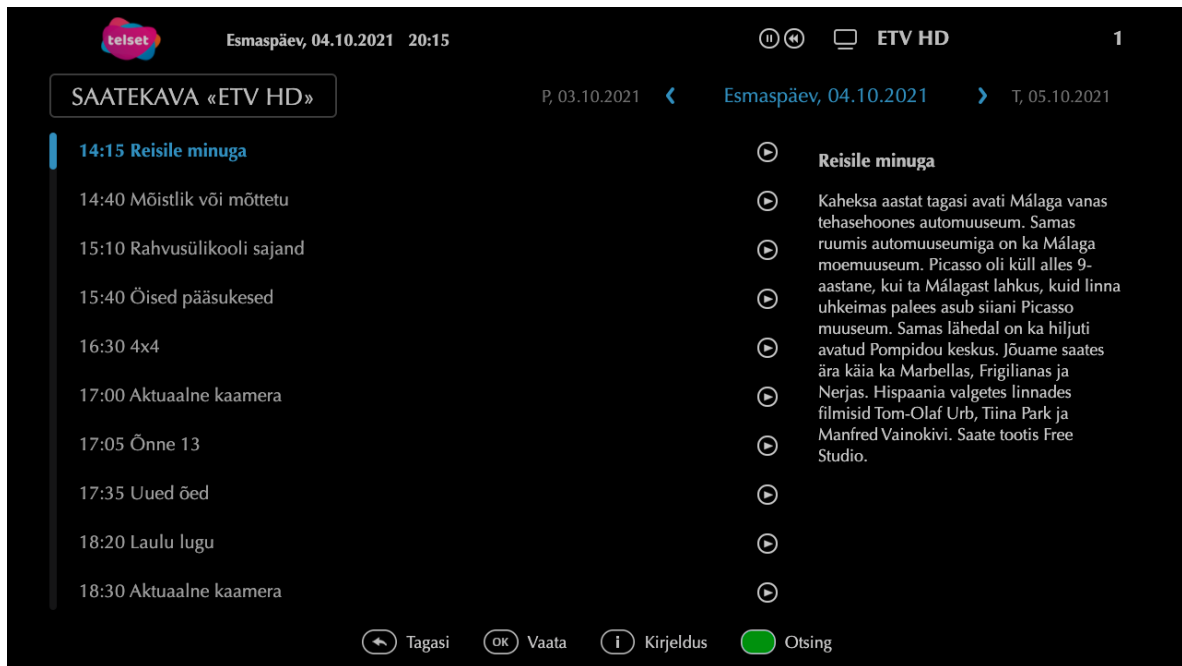 telset Esmaspäev, 04.10.2021 20:15 ETV HD 1
SAATEKAVA «ETV HD» P, 03.10.2021 Esmaspäev, 04.10.2021 T, 05.10.2021
14:15 Reisile minuga
14:40 Mõistlik või mõttetu
15:10 Rahvusülikooli sajand
15:40 Öised pääsukesed
16:30 4x4
17:00 Aktuaalne kaamera
17:05 Õnne 13
17:35 Uued õed
18:20 Laulu lugu
18:30 Aktuaalne kaamera
Reisile minuga
Kaheksa aastat tagasi avati Málaga vanas
tehasehoones automuuseum. Samas
ruumis automuuseumiga on ka Málaga
moemuuseum. Picasso oli küll alles 9-
aastane, kui ta Málagast lahkus, kuid linna
uhkeimas palees asub siiani Picasso
muuseum. Samas lähedal on ka hiljuti
avatud Pompidou keskus. Jõuame saates
ära käia ka Marbellas, Frigilianas ja
Nerjas. Hispaania valgetes linnades
filmisid Tom-Olaf Urb, Tiina Park ja
Manfred Vainokivi. Saate tootis Free
Studio.
Tagasi OK Vaata i Kirjeldus Otsing